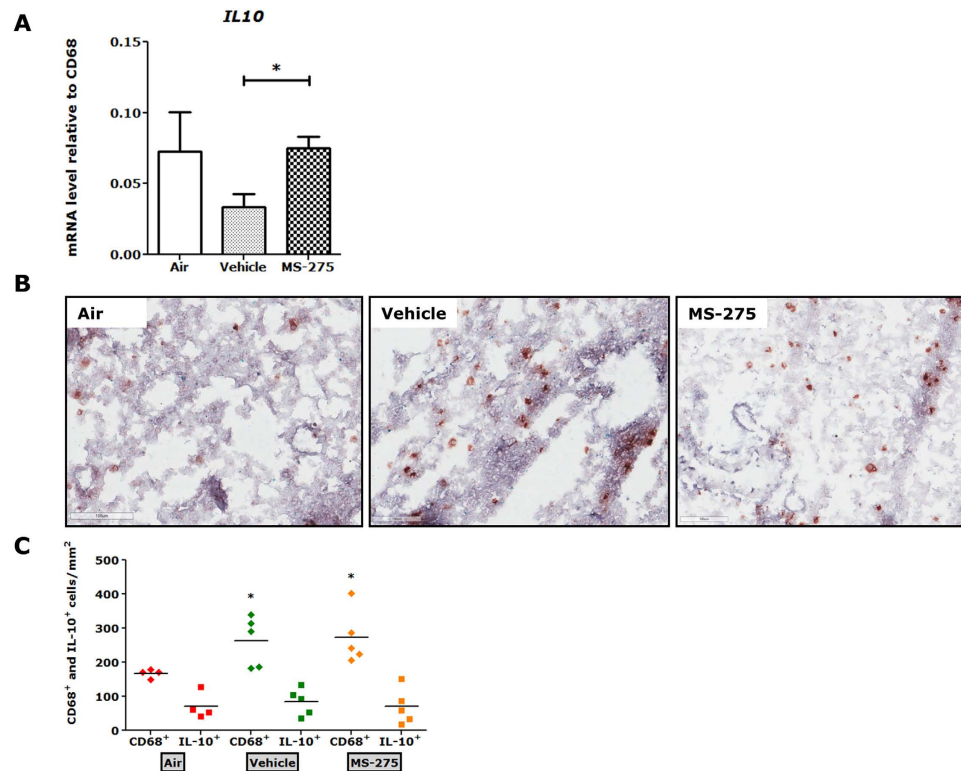 A
IL10
mRNA level relative to CD68
0.15
0.10
0.05
0.00
*
Air
Vehicle
MS-275
B
Air
Vehicle
MS-275
C
CD68⁺ and IL-10⁺ cells/mm²
500
400
300
200
100
0
*
*
CD68⁺ IL-10⁺ CD68⁺ IL-10⁺ CD68⁺ IL-10⁺
Air Vehicle MS-275